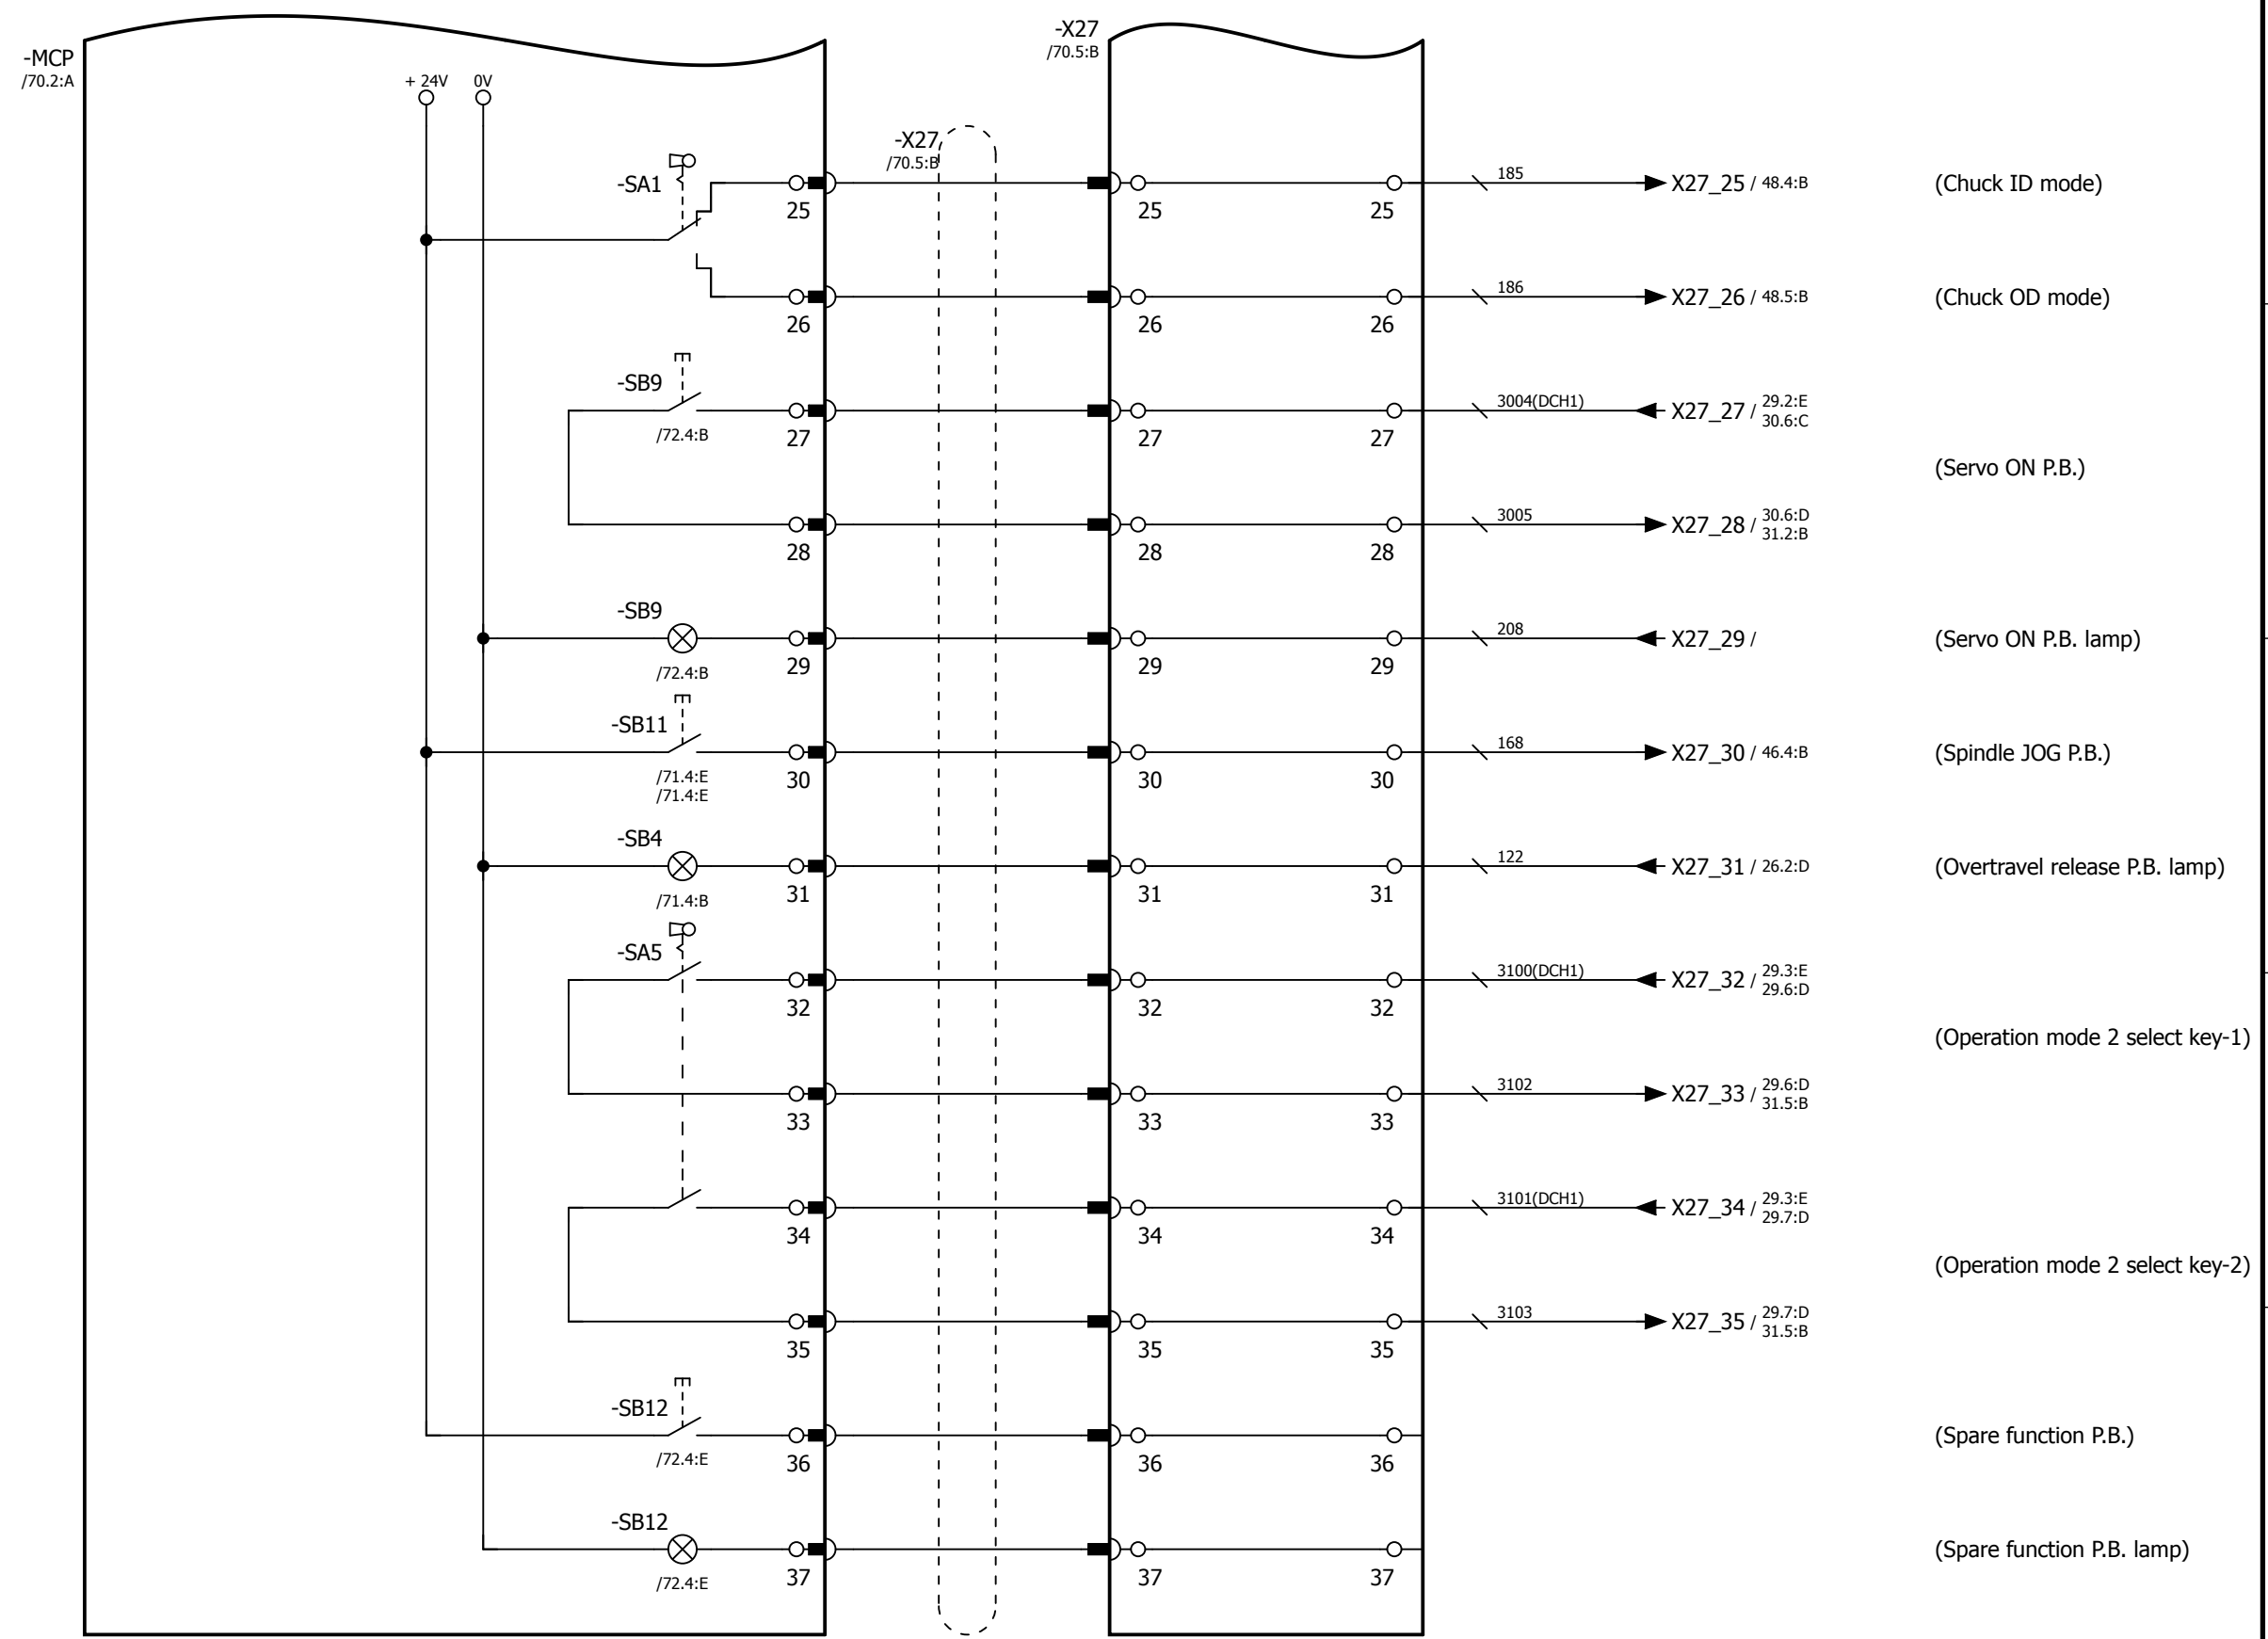 -MCP
/70.2:A
+ 24V
0V
-X27
/70.5:B
-X27
/70.5:B
-SA1
25
25
25
185
X27_25 / 48.4:B
(Chuck ID mode)
26
26
26
186
X27_26 / 48.5:B
(Chuck OD mode)
-SB9
/72.4:B
27
27
27
3004(DCH1)
X27_27 / 29.2:E
30.6:C
(Servo ON P.B.)
28
28
28
3005
X27_28 / 30.6:D
31.2:B
-SB9
/72.4:B
29
29
29
208
X27_29 /
(Servo ON P.B. lamp)
-SB11
/71.4:E
/71.4:E
30
30
30
168
X27_30 / 46.4:B
(Spindle JOG P.B.)
-SB4
/71.4:B
31
31
31
122
X27_31 / 26.2:D
(Overtravel release P.B. lamp)
-SA5
32
32
32
3100(DCH1)
X27_32 / 29.3:E
29.6:D
(Operation mode 2 select key-1)
33
33
33
3102
X27_33 / 29.6:D
31.5:B
34
34
34
3101(DCH1)
X27_34 / 29.3:E
29.7:D
(Operation mode 2 select key-2)
35
35
35
3103
X27_35 / 29.7:D
31.5:B
-SB12
/72.4:E
36
36
36
(Spare function P.B.)
-SB12
/72.4:E
37
37
37
(Spare function P.B. lamp)